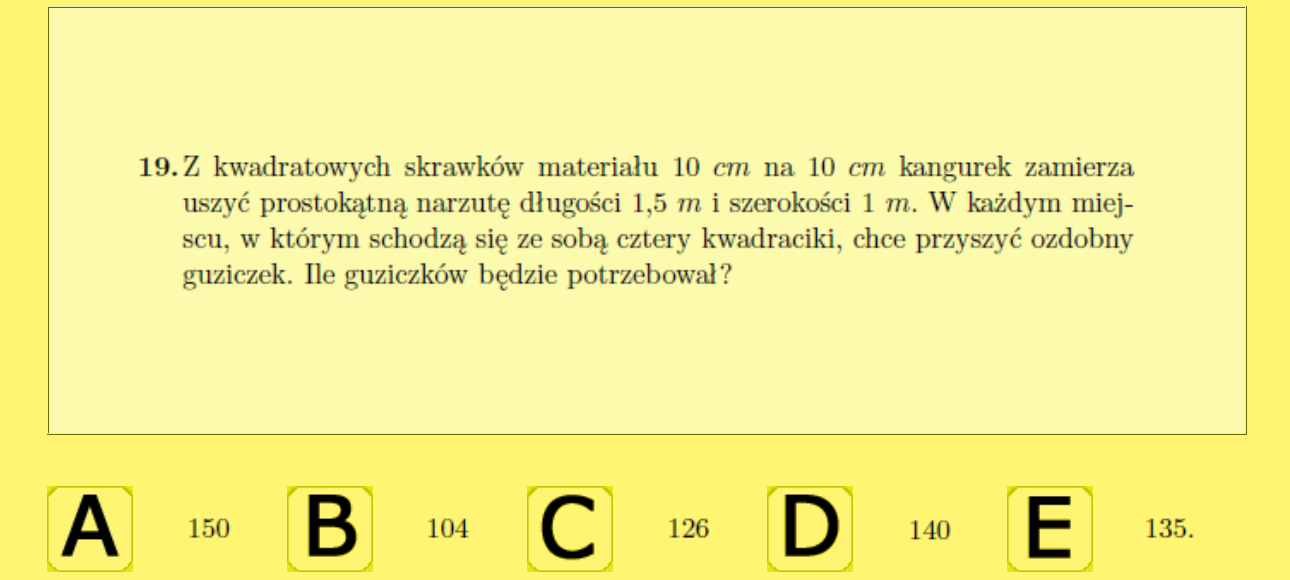 19. Z kwadratowych skrawków materiału 10 cm na 10 cm kangurek zamierza
uszyć prostokątną narzutę długości 1,5 m i szerokości 1 m. W każdym miej-
scu, w którym schodzą się ze sobą cztery kwadraciki, chce przyszyć ozdobny
guziczek. Ile guziczków będzie potrzebował?
A 150 B 104 C 126 D 140 E 135.